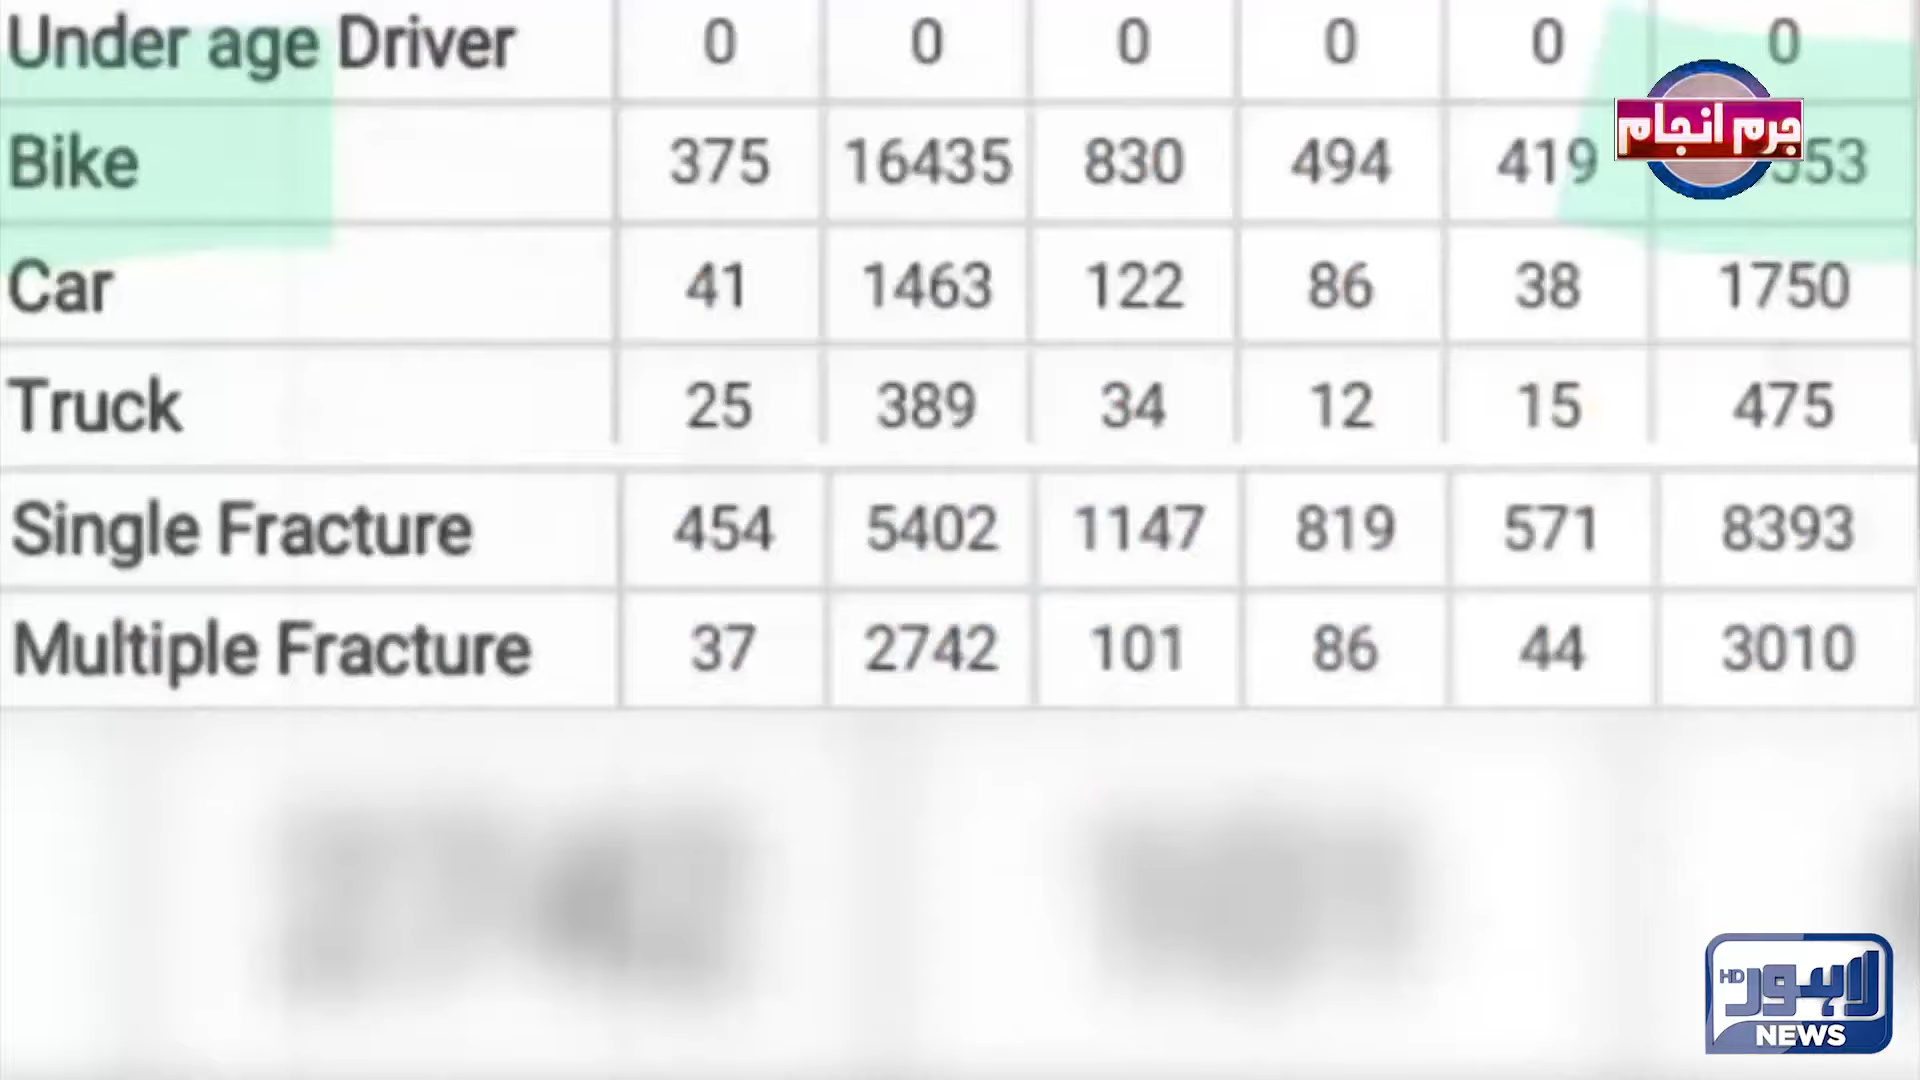 Under age Driver 0 0 0 0 0 0
جرم انجام
Bike 375 16435 830 494 419 553
Car 41 1463 122 86 38 1750
Truck 25 389 34 12 15 475
Single Fracture 454 5402 1147 819 571 8393
Multiple Fracture 37 2742 101 86 44 3010
HD لاہور
NEWS